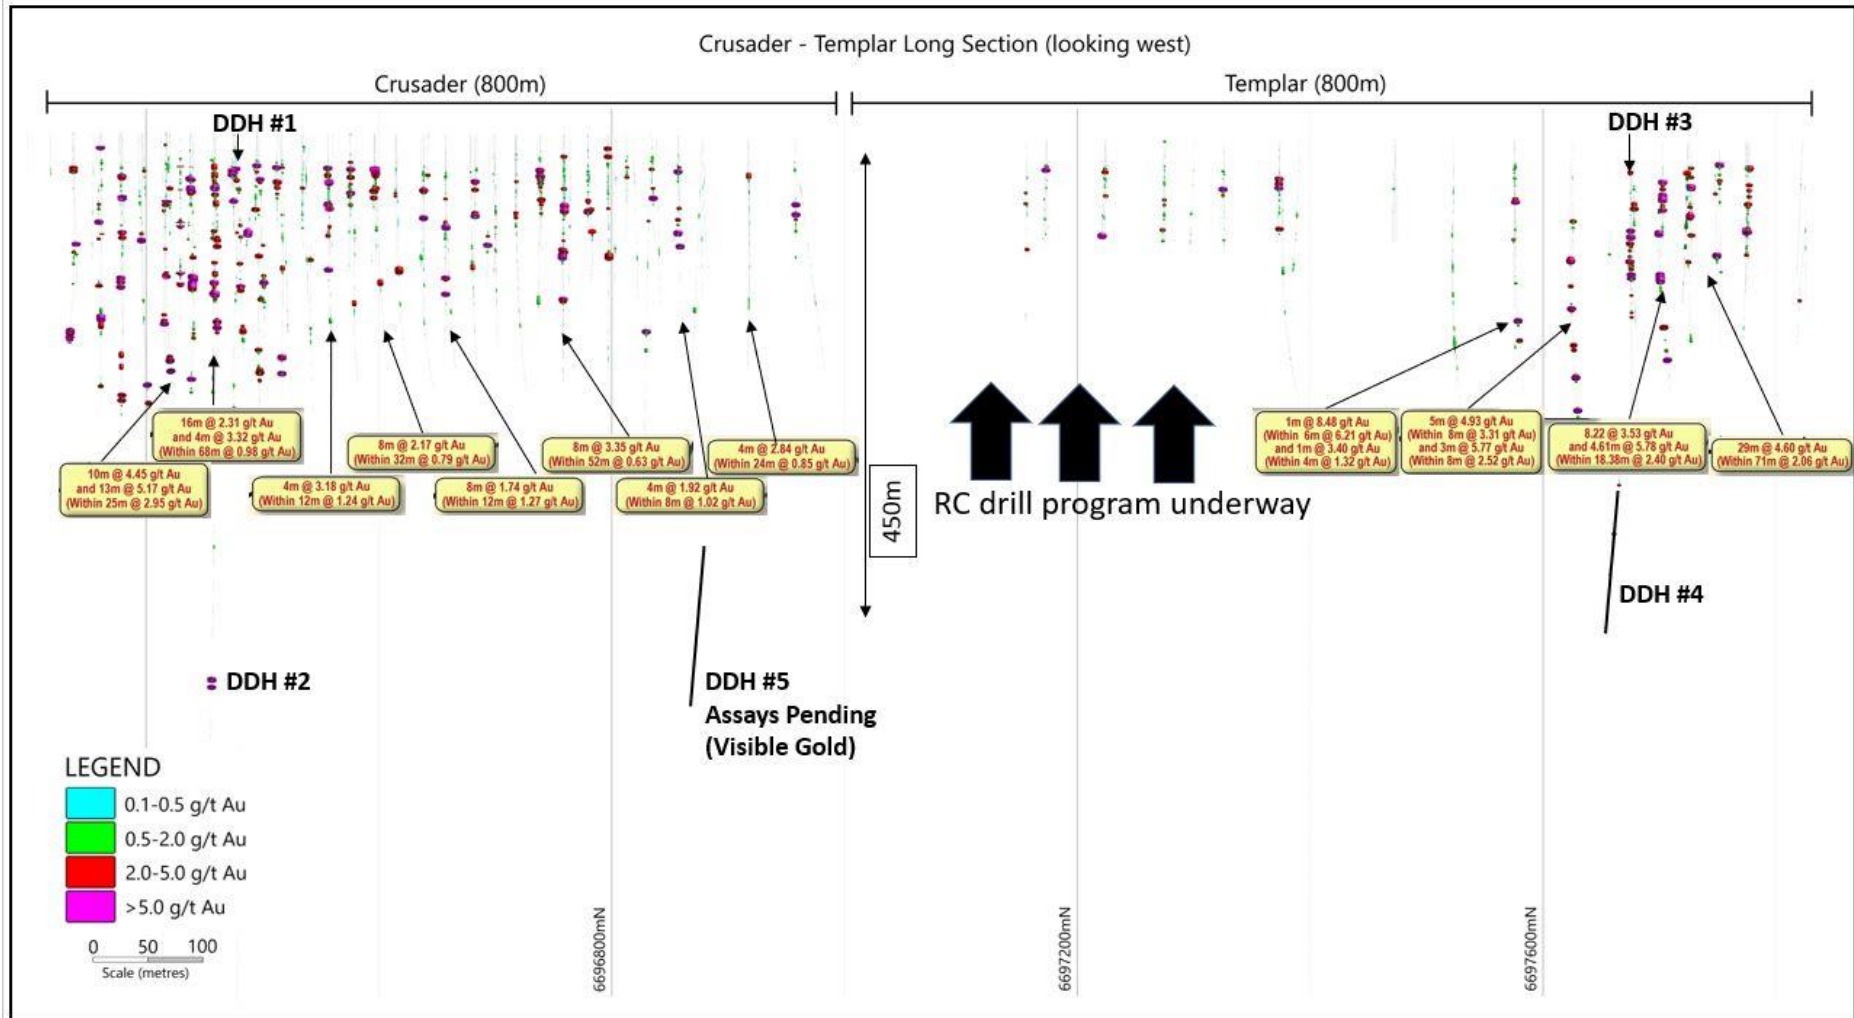 Crusader - Templar Long Section (looking west)
Crusader (800m)
Templar (800m)
DDH #1
DDH #3
16m @ 2.31 g/t Au
and 4m @ 3.32 g/t Au
(Within 68m @ 0.98 g/t Au)
10m @ 4.45 g/t Au
and 13m @ 5.17 g/t Au
(Within 25m @ 2.95 g/t Au)
4m @ 3.18 g/t Au
(Within 12m @ 1.24 g/t Au)
8m @ 2.17 g/t Au
(Within 32m @ 0.79 g/t Au)
8m @ 1.74 g/t Au
(Within 12m @ 1.27 g/t Au)
8m @ 3.35 g/t Au
(Within 52m @ 0.63 g/t Au)
4m @ 1.92 g/t Au
(Within 8m @ 1.02 g/t Au)
4m @ 2.84 g/t Au
(Within 24m @ 0.85 g/t Au)
450m
RC drill program underway
1m @ 8.48 g/t Au
(Within 6m @ 6.21 g/t Au)
and 1m @ 3.40 g/t Au
(Within 4m @ 1.32 g/t Au)
5m @ 4.93 g/t Au
(Within 8m @ 3.31 g/t Au)
and 3m @ 5.77 g/t Au
(Within 8m @ 2.52 g/t Au)
8.22 @ 3.53 g/t Au
and 4.61m @ 5.78 g/t Au
(Within 18.38m @ 2.40 g/t Au)
29m @ 4.60 g/t Au
(Within 71m @ 2.06 g/t Au)
DDH #4
DDH #2
DDH #5
Assays Pending
(Visible Gold)
LEGEND
0.1-0.5 g/t Au
0.5-2.0 g/t Au
2.0-5.0 g/t Au
>5.0 g/t Au
0 50 100
Scale (metres)
6696800mN
6697200mN
6697600mN